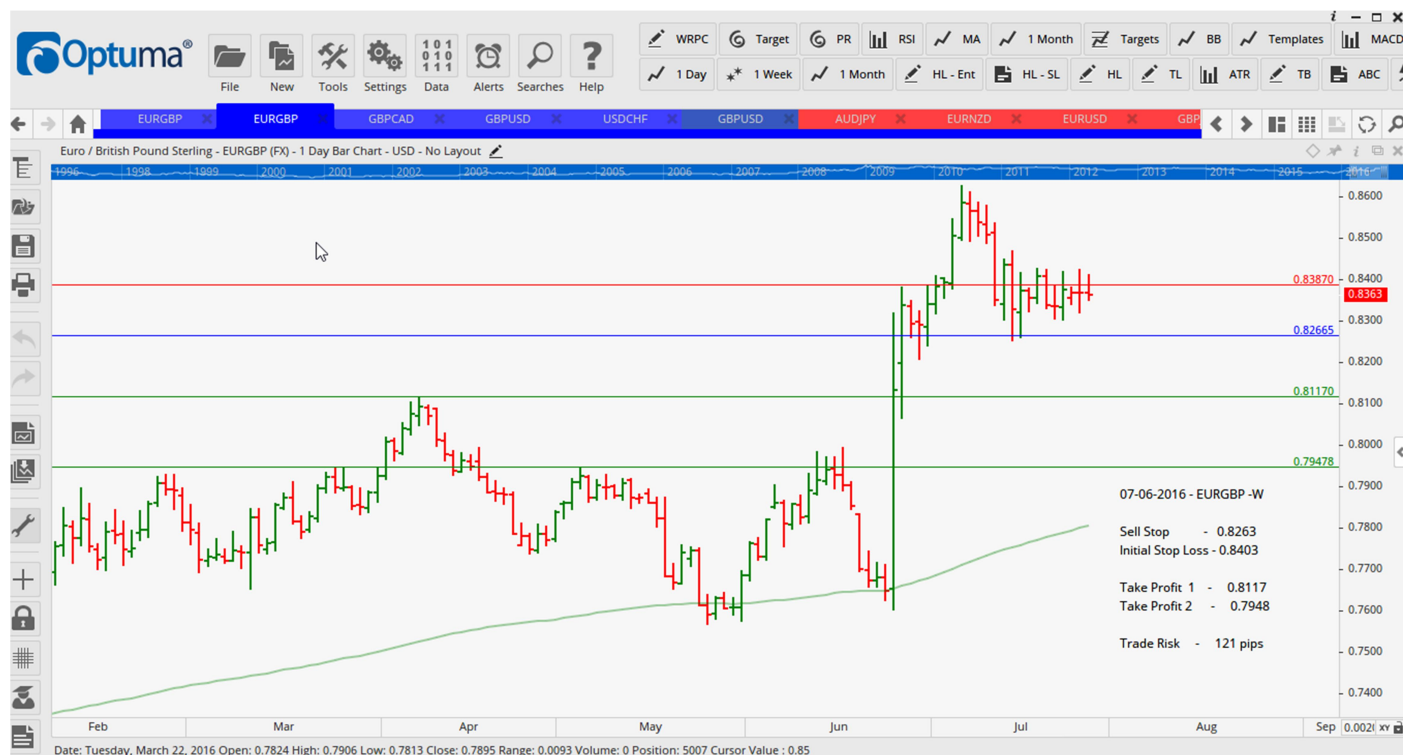 i
Optuma®
File New Tools Settings Data Alerts Searches Help
101
010
111
WRPC Target PR RSI MA 1 Month Targets BB Templates MACD
1 Day 1 Week 1 Month HL - Ent HL - SL HL TL ATR TB ABC
EURGBP EURGBP GBPCAD GBPUSD USDCHF GBPUSD AUDJPY EURNZD EURUSD GBP
Euro / British Pound Sterling - EURGBP (FX) - 1 Day Bar Chart - USD - No Layout
1996 1998 1999 2000 2001 2002 2003 2004 2005 2006 2007 2008 2009 2010 2011 2012 2013 2014 2015 2016
0.8600
0.8500
0.8400
0.83870
0.8363
0.8300
0.82665
0.8200
0.81170
0.8100
0.8000
0.79478
0.7900
07-06-2016 - EURGBP -W
0.7800
Sell Stop - 0.8263
Initial Stop Loss - 0.8403
0.7700
Take Profit 1 - 0.8117
Take Profit 2 - 0.7948
0.7600
Trade Risk - 121 pips
0.7500
0.7400
Feb Mar Apr May Jun Jul Aug Sep XY
Date: Tuesday, March 22, 2016 Open: 0.7824 High: 0.7906 Low: 0.7813 Close: 0.7895 Range: 0.0093 Volume: 0 Position: 5007 Cursor Value : 0.85